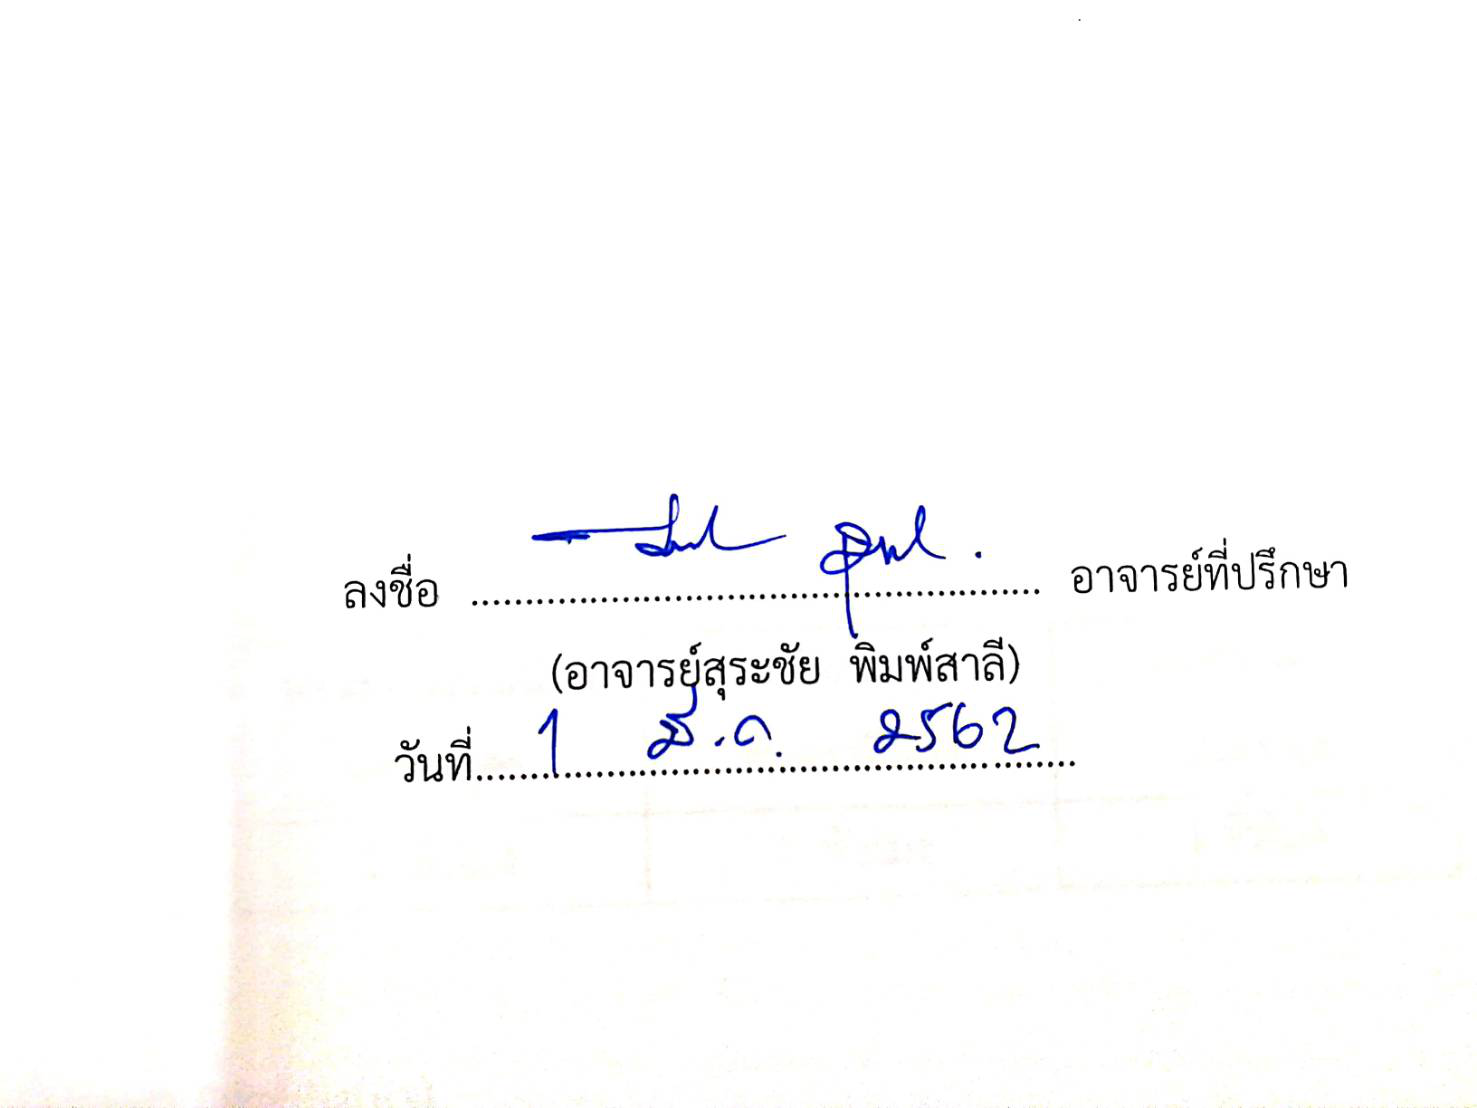 ลงชื่อ ........................................................ อาจารย์ที่ปรึกษา
(อาจารย์สุระชัย พิมพ์สาลี)
วันที่ 1 ส.ค. 2562